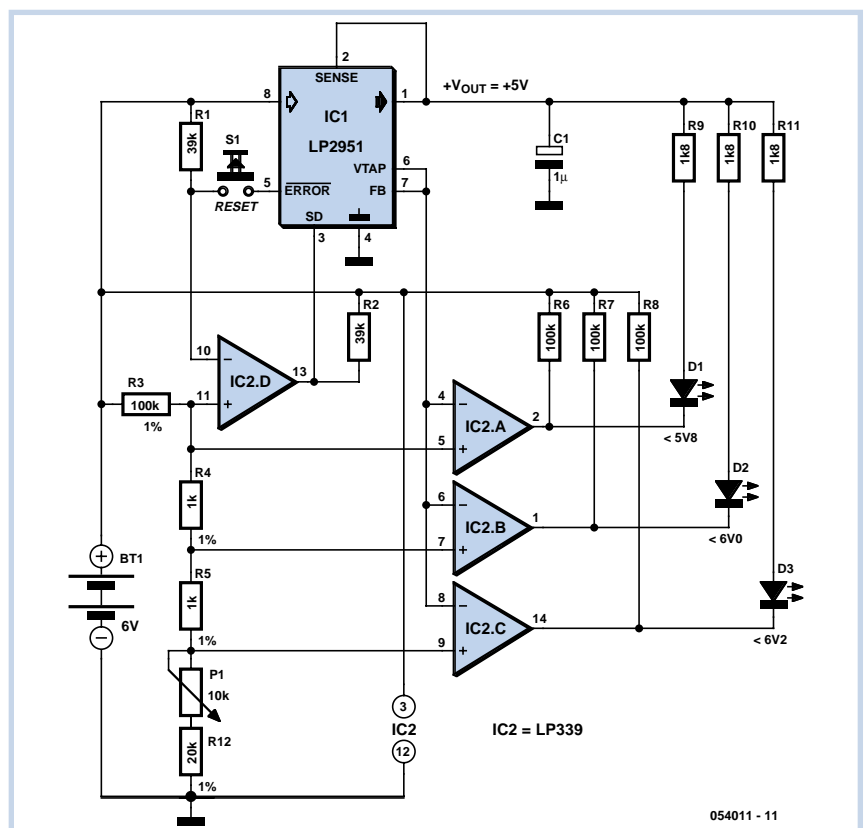 2
SENSE
8
1
+VOUT = +5V
R1
39k
S1
IC1
LP2951
C1
1µ
R9
1k8
R10
1k8
R11
1k8
6
VTAP
5
ERROR
7
FB
RESET
SD
3
4
R2
39k
R6
100k
R7
100k
R8
100k
10
–
IC2.D
13
R3
100k
1%
11
+
D1
< 5V8
4
–
IC2.A
2
5
+
R4
1k
1%
D2
< 6V0
6
–
IC2.B
1
7
+
BT1
+
6V
–
R5
1k
1%
D3
< 6V2
8
–
IC2.C
14
9
+
P1
10k
R12
20k
1%
3
IC2
12
IC2 = LP339
054011 - 11